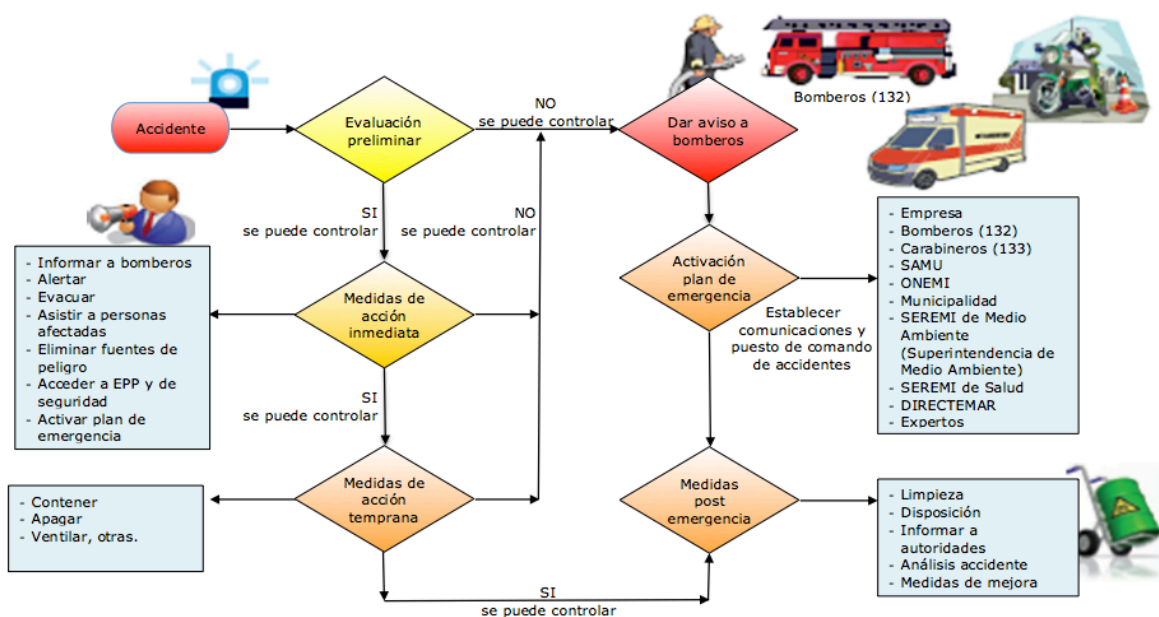 Bomberos (132)
Accidente
Evaluación
preliminar
NO
se puede controlar
Dar aviso a
bomberos
SI
se puede controlar
NO
se puede controlar
- Informar a bomberos
- Alertar
- Evacuar
- Asistir a personas
afectadas
- Eliminar fuentes de
peligro
- Acceder a EPP y de
seguridad
- Activar plan de
emergencia
Medidas de
acción
inmediata
Activación
plan de
emergencia
Establecer
comunicaciones y
puesto de comando
de accidentes
- Empresa
- Bomberos (132)
- Carabineros (133)
- SAMU
- ONEMI
- Municipalidad
- SEREMI de Medio
Ambiente
(Superintendencia de
Medio Ambiente)
- SEREMI de Salud
- DIRECTEMAR
- Expertos
SI
se puede controlar
- Contener
- Apagar
- Ventilar, otras.
Medidas de
acción
temprana
Medidas
post
emergencia
- Limpieza
- Disposición
- Informar a
autoridades
- Análisis accidente
- Medidas de mejora
SI
se puede controlar